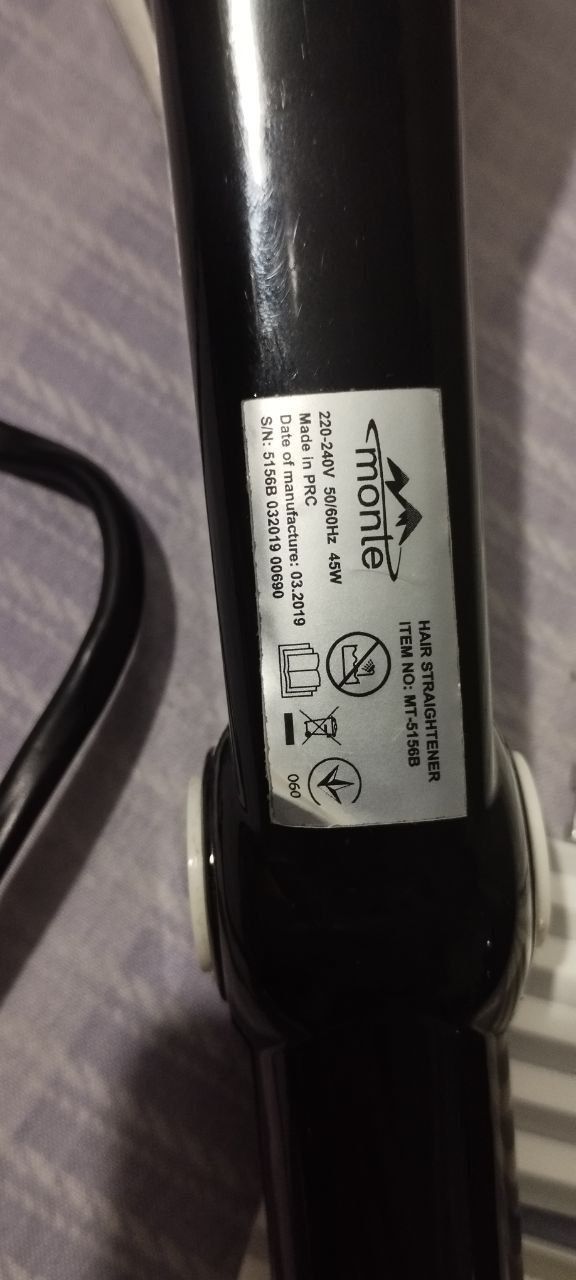 monte
HAIR STRAIGHTENER
ITEM NO: MT-5156B
220-240V 50/60Hz 45W
Made in PRC
Date of manufacture: 03.2019
S/N: 5156B 032019 00690
060